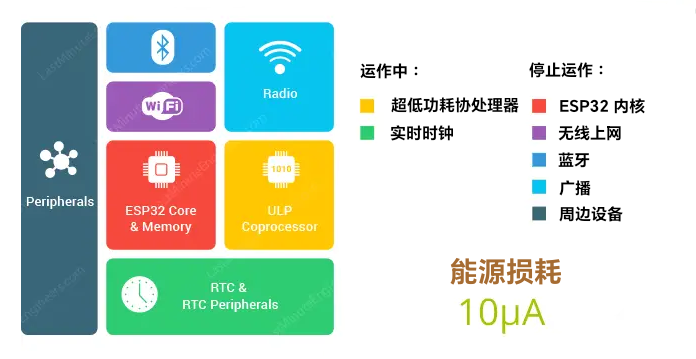 WiFi
Radio
Peripherals
ESP32 Core
& Memory
1010
ULP
Coprocessor
RTC &
RTC Peripherals
运作中：
超低功耗协处理器
实时时钟
停止运作：
ESP32 内核
无线上网
蓝牙
广播
周边设备
能源损耗
10μA